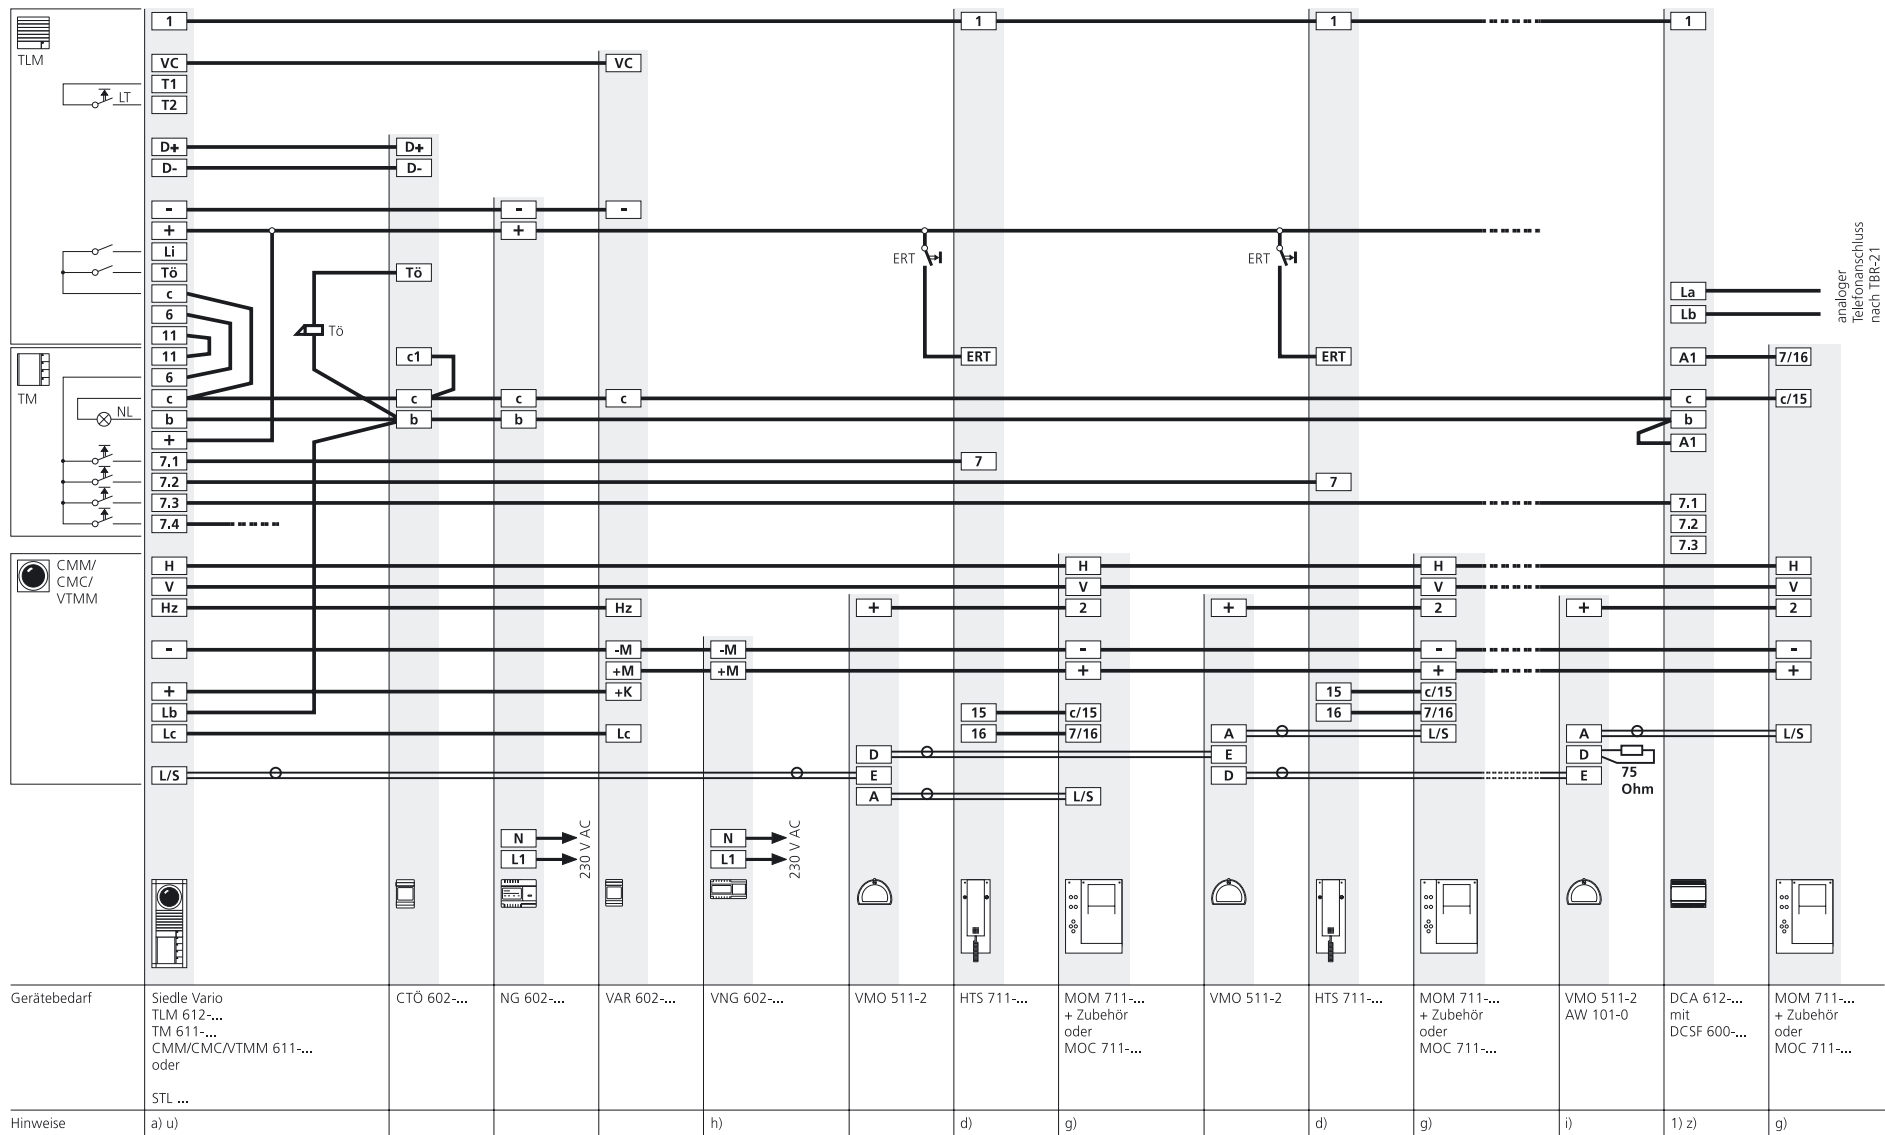 1 1 1 1
TLM
VC VC
T1
LT
T2
D+ D+
D- D-
- - -
+ +
Li
ERT ERT
Tö Tö
c
La
6
Lb
Tö
11
11 c1 ERT ERT A1 7/16
6
TM
c c c c c c/15
NL
b b b b
+ A1
7.1 7
7.2 7
7.3 7.1
7.4 7.2
7.3
analoger
Telefonanschluss
nach TBR-21
CMM/
CMC/
VTMM
H H H H
V V V V
Hz Hz + 2 + 2 + 2
- -M -M - - -
+M +M + + +
+ +K 15 c/15
Lb 15 c/15 16 7/16
Lc Lc 16 7/16 A L/S A L/S
D E D
L/S E D E
75
Ohm
A L/S
N N
L1 L1
230 V AC 230 V AC
Gerätebedarf
Siedle Vario
TLM 612-...
TM 611-...
CMM/CMC/VTMM 611-...
oder
STL ...
CTÖ 602-...
NG 602-...
VAR 602-...
VNG 602-...
VMO 511-2
HTS 711-...
MOM 711-...
+ Zubehör
oder
MOC 711-...
VMO 511-2
HTS 711-...
MOM 711-...
+ Zubehör
oder
MOC 711-...
VMO 511-2
AW 101-0
DCA 612-...
mit
DCSF 600-...
MOM 711-...
+ Zubehör
oder
MOC 711-...
Hinweise a) u) h) d) g) d) g) i) 1) z) g)